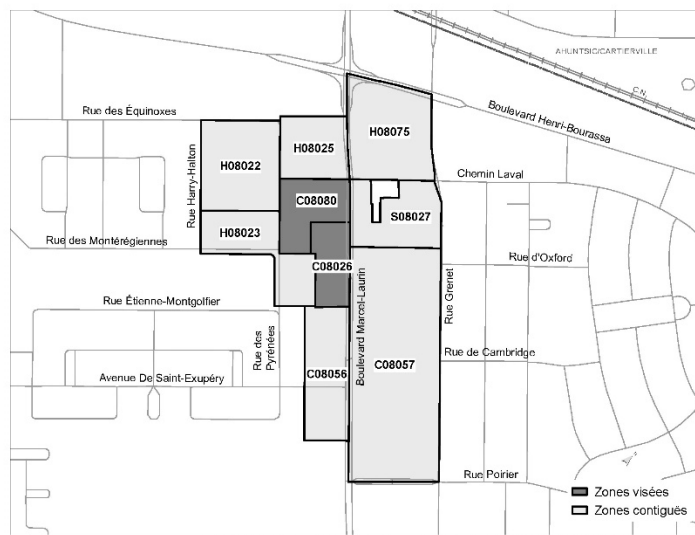 AHUNTSIC/CARTIERVILLE
C.N.
Boulevard Henri-Bourassa
Rue des Équinoxes
H08025
H08075
H08022
Rue Harry-Halton
Chemin Laval
C08080
S08027
H08023
Rue des Montérégiennes
C08026
Rue d'Oxford
Boulevard Marcel-Laurin
Rue Grenet
Rue Étienne-Montgolfier
Rue des
Pyrénées
Rue de Cambridge
C08056
C08057
Avenue De Saint-Exupéry
Rue Poirier
Zones visées
Zones contiguës